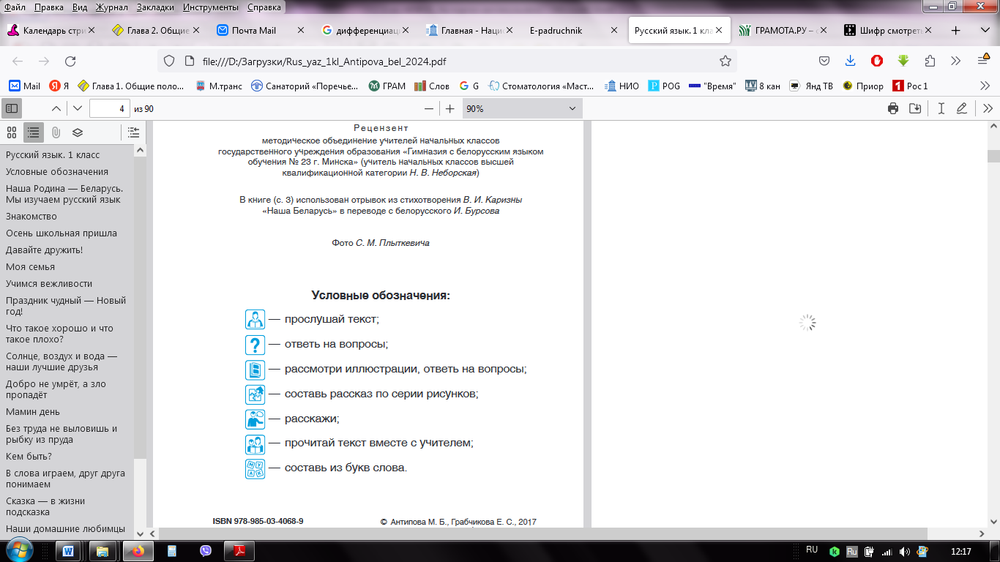 Файл Правка Вид Журнал Закладки Инструменты Справка
Календарь стри
Глава 2. Общие
Почта Mail
дифференциац
Главная - Наци
E-padruchnik
Русский язык. 1 кла
ГРАМОТА.РУ – с
Шифр смотреть
file:///D:/Загрузки/Rus_yaz_1kl_Antipova_bel_2024.pdf
Mail
Я
Глава 1. Общие поло...
М.транс
Санаторий «Поречье...
ГРАМ
Слов
G
Стоматология «Маст...
НИО
POG
"Время"
8 кан
Янд ТВ
Приор
Рос 1
4 из 90
90%
Русский язык. 1 класс
Условные обозначения
Наша Родина — Беларусь.
Мы изучаем русский язык
Знакомство
Осень школьная пришла
Давайте дружить!
Моя семья
Учимся вежливости
Праздник чудный — Новый
год!
Что такое хорошо и что
такое плохо?
Солнце, воздух и вода —
наши лучшие друзья
Добро не умрёт, а зло
пропадёт
Мамин день
Без труда не выловишь и
рыбку из пруда
Кем быть?
В слова играем, друг друга
понимаем
Сказка — в жизни
подсказка
Наши домашние любимцы
Рецензент
методическое объединение учителей начальных классов
государственного учреждения образования «Гимназия с белорусским языком
обучения № 23 г. Минска» (учитель начальных классов высшей
квалификационной категории Н. В. Неборская)
В книге (с. 3) использован отрывок из стихотворения В. И. Каризны
«Наша Беларусь» в переводе с белорусского И. Бурсова
Фото С. М. Плыткевича
Условные обозначения:
— прослушай текст;
? — ответь на вопросы;
— рассмотри иллюстрации, ответь на вопросы;
— составь рассказ по серии рисунков;
— расскажи;
— прочитай текст вместе с учителем;
— составь из букв слова.
ISBN 978-985-03-4068-9
© Антипова М. Б., Грабчикова Е. С., 2017
RU
Ru
12:17